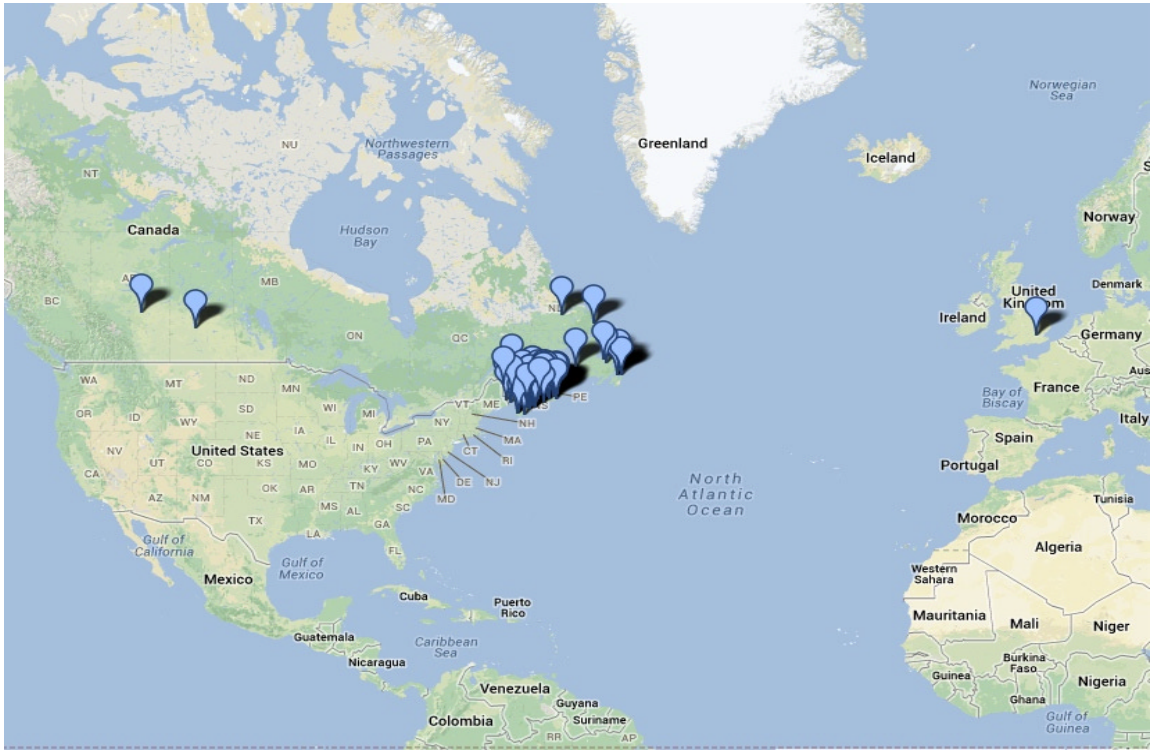 Norwegian
Sea
Greenland
NU
Northwestern
Passages
Iceland
NT
Norway
Canada
Hudson
Bay
MB
BC
Denmark
United
Kingdom
Ireland
Germany
ON
QC
WA
MT
ND
MN
VT
ME
PE
France
Bay of
Biscay
OR
ID
SD
WI
MI
NY
NH
Italy
WY
Spain
NE
IA
PA
MA
NV
United States
IL
IN
OH
CT
Portugal
UT
CO
KS
MO
WV
RI
CA
KY
VA
DE
NJ
North
Atlantic
Ocean
AZ
NM
OK
AR
TN
NC
MD
Tunisia
MS
AL
SC
Morocco
TX
GA
LA
Gulf of
California
FL
Algeria
Gulf of
Mexico
Western
Sahara
Mexico
Cuba
Puerto
Rico
Mauritania
Mali
Niger
Guatemala
Caribbean
Sea
Nicaragua
Burkina
Faso
Guinea
Nigeria
Venezuela
Ghana
Guyana
Colombia
Suriname
Gulf of
Guinea
RR
AP